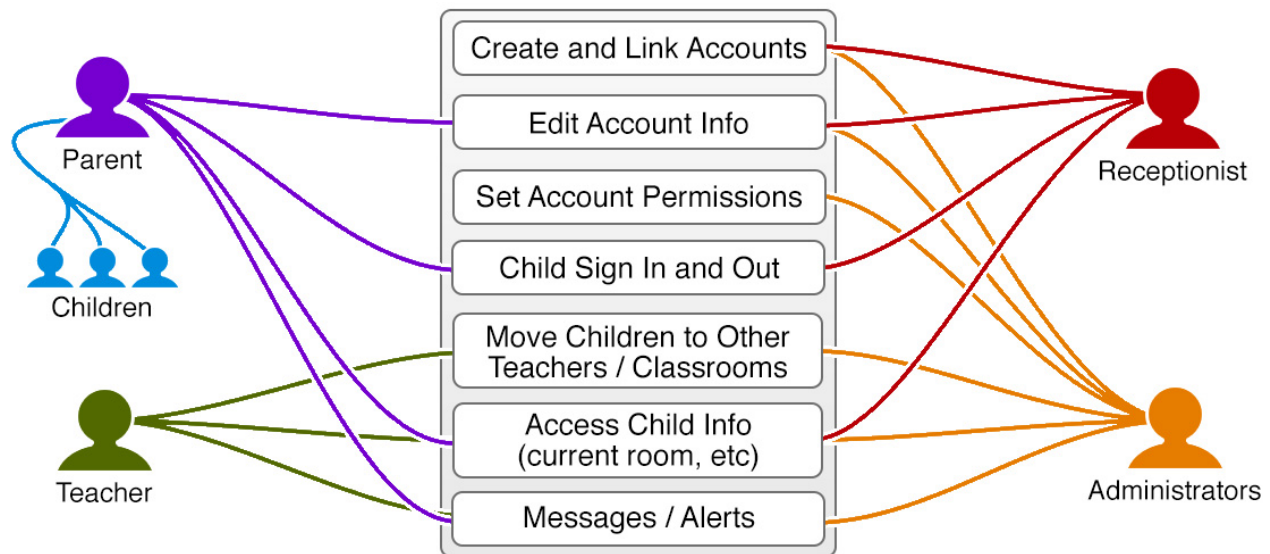 Create and Link Accounts
Edit Account Info
Set Account Permissions
Child Sign In and Out
Move Children to Other
Teachers / Classrooms
Access Child Info
(current room, etc)
Messages / Alerts
Parent
Children
Teacher
Receptionist
Administrators